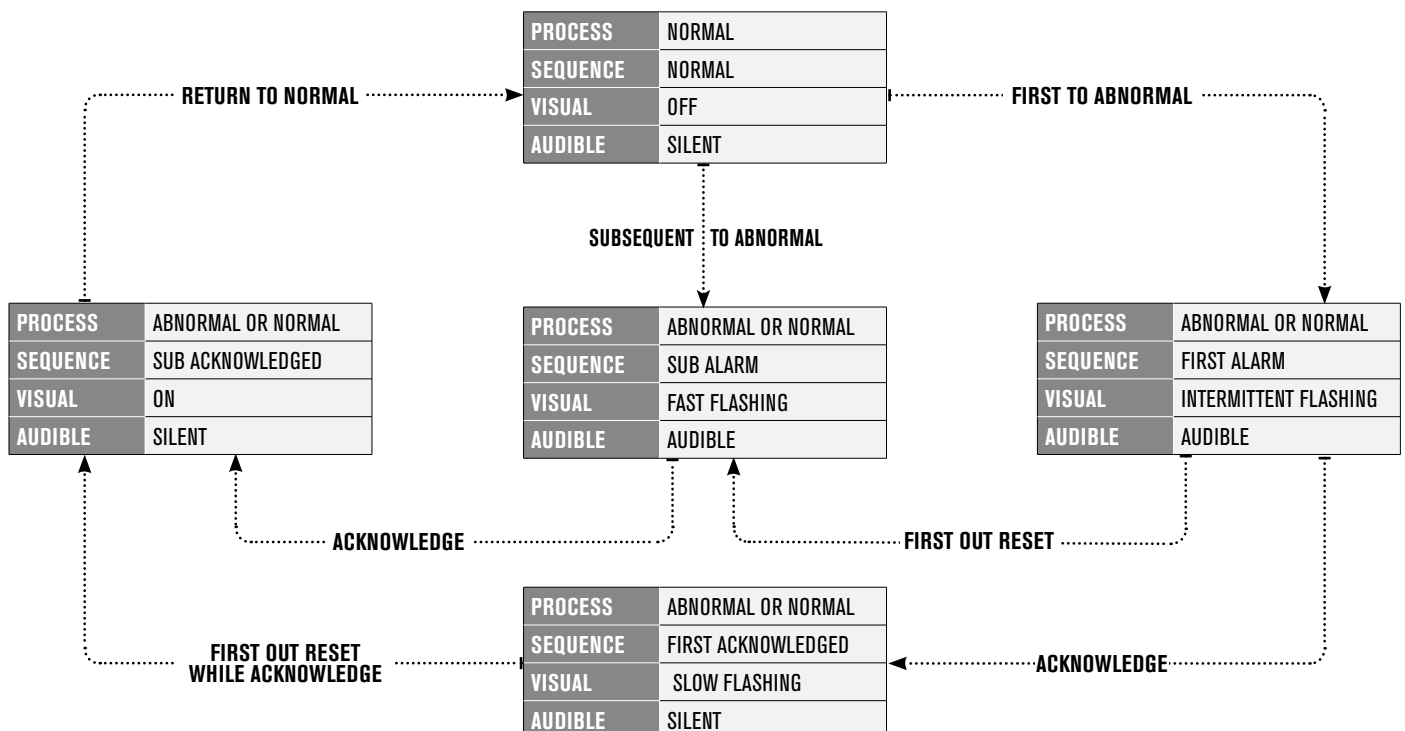 PROCESS NORMAL
SEQUENCE NORMAL
VISUAL OFF
AUDIBLE SILENT
RETURN TO NORMAL
FIRST TO ABNORMAL
SUBSEQUENT TO ABNORMAL
PROCESS ABNORMAL OR NORMAL
SEQUENCE SUB ACKNOWLEDGED
VISUAL ON
AUDIBLE SILENT
PROCESS ABNORMAL OR NORMAL
SEQUENCE SUB ALARM
VISUAL FAST FLASHING
AUDIBLE AUDIBLE
PROCESS ABNORMAL OR NORMAL
SEQUENCE FIRST ALARM
VISUAL INTERMITTENT FLASHING
AUDIBLE AUDIBLE
ACKNOWLEDGE
FIRST OUT RESET
FIRST OUT RESET
WHILE ACKNOWLEDGE
PROCESS ABNORMAL OR NORMAL
SEQUENCE FIRST ACKNOWLEDGED
VISUAL SLOW FLASHING
AUDIBLE SILENT
ACKNOWLEDGE